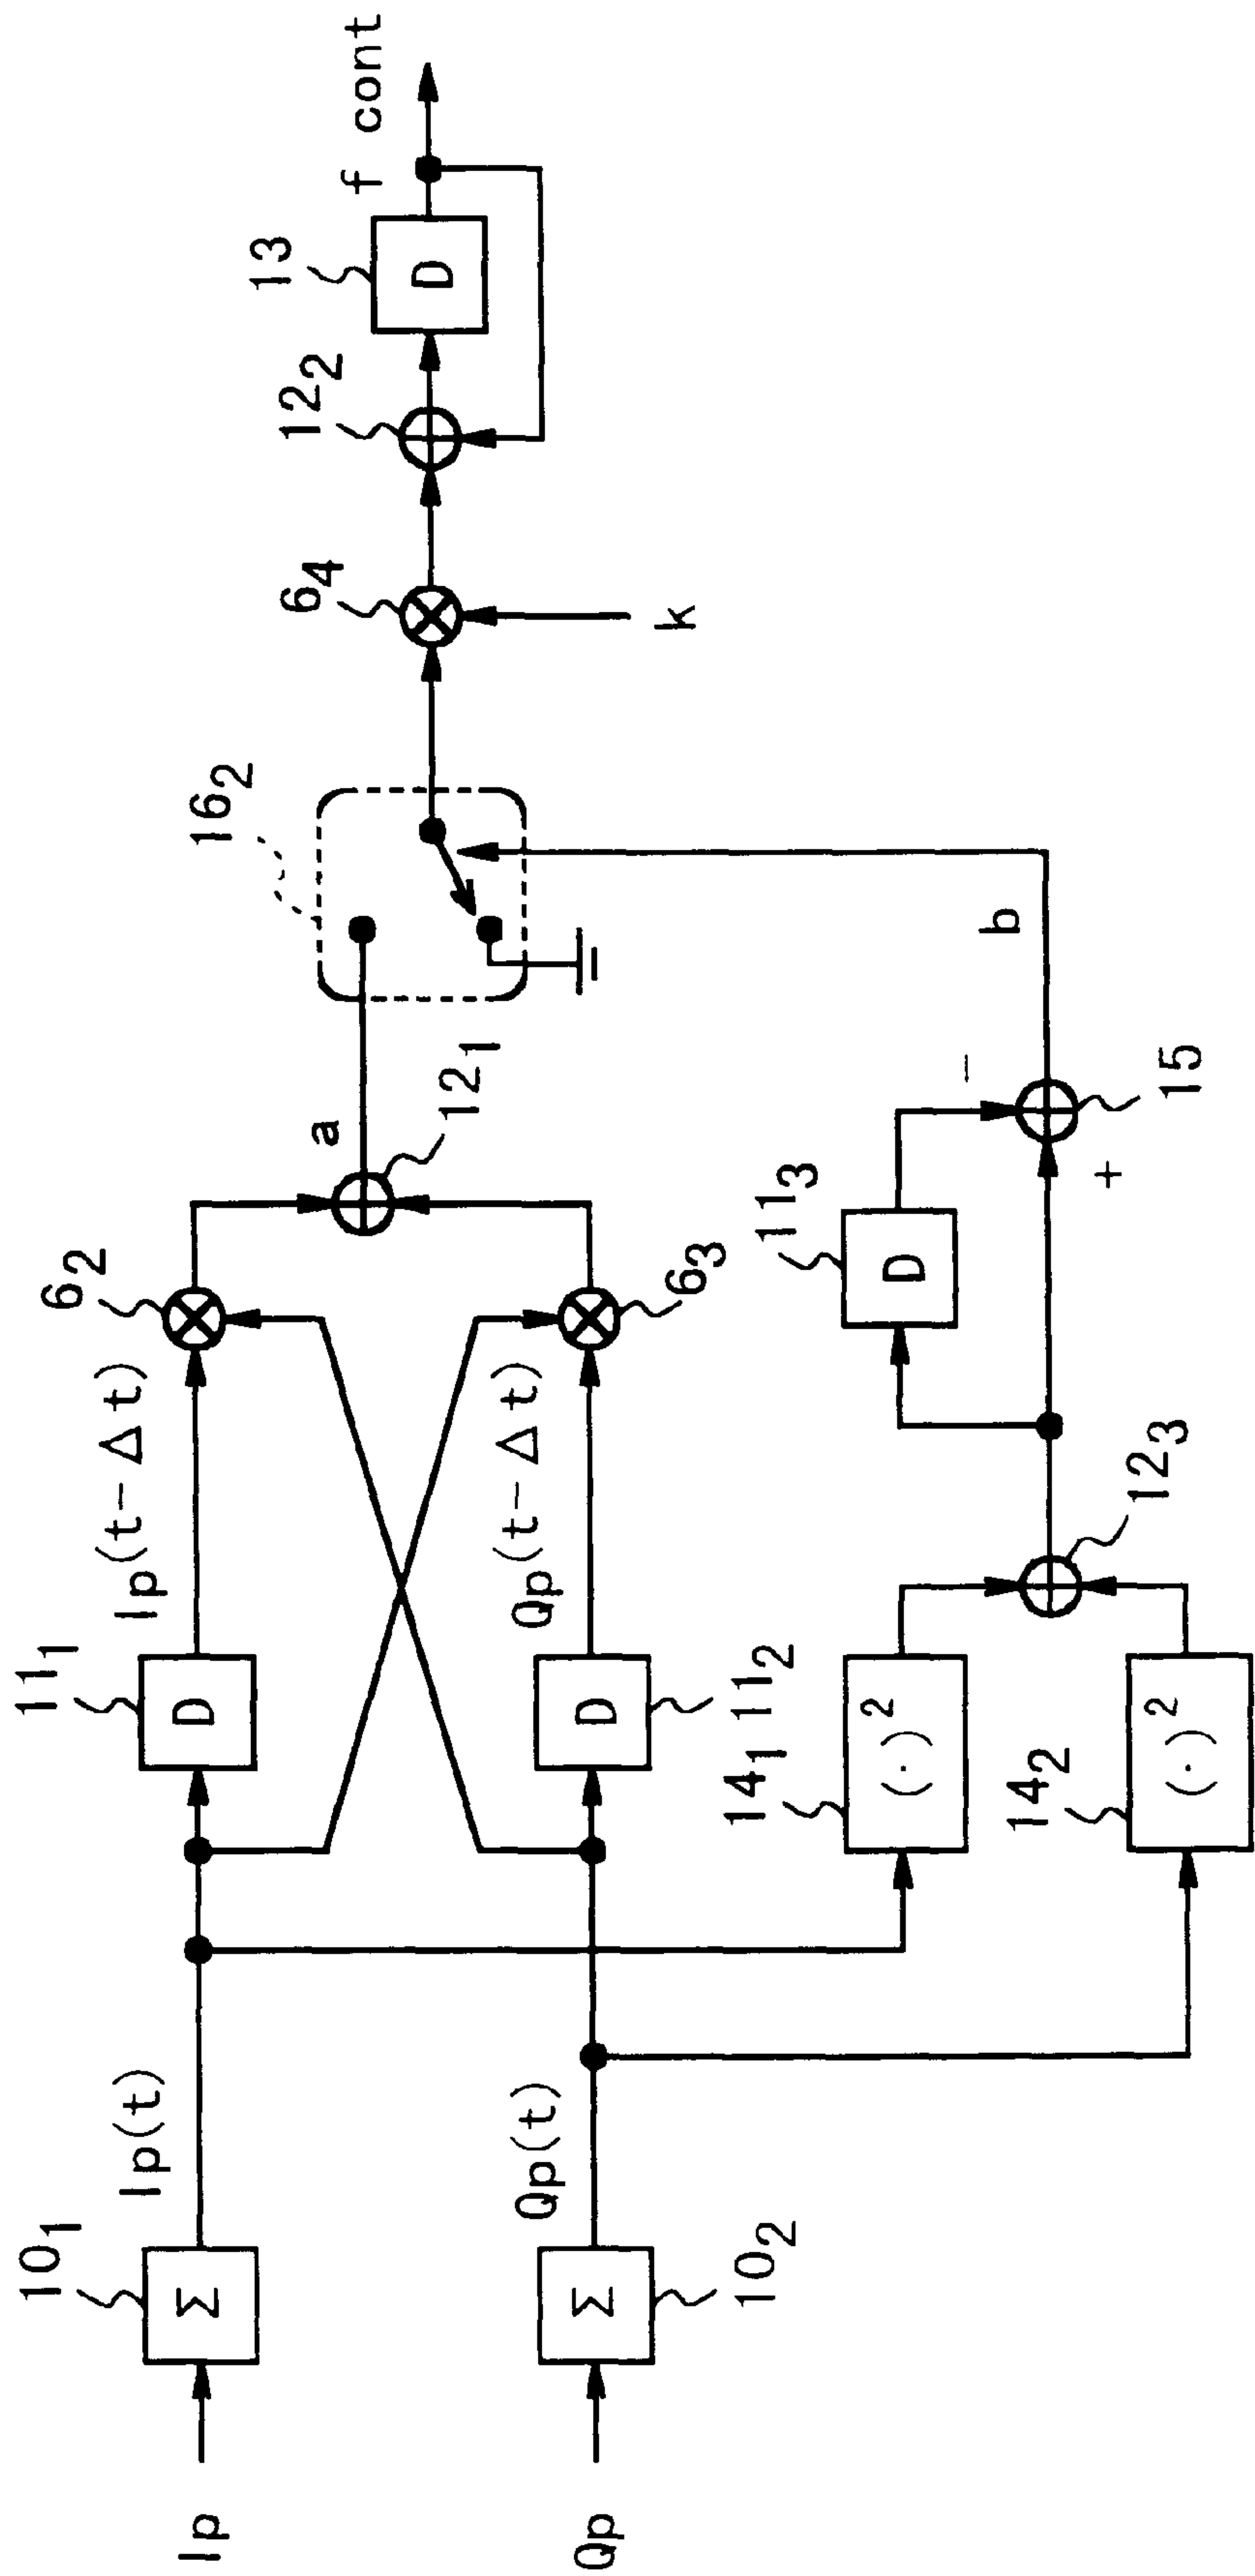 Ip
Σ
10₁
Ip(t)
D
11₁
Ip(t-Δt)
6₂
Qp
Σ
10₂
Qp(t)
D
11₂
Qp(t-Δt)
6₃
a
12₁
16₂
6₄
k
12₂
D
13
f cont
(·)²
14₁
(·)²
14₂
12₃
D
11₃
-
+
15
b